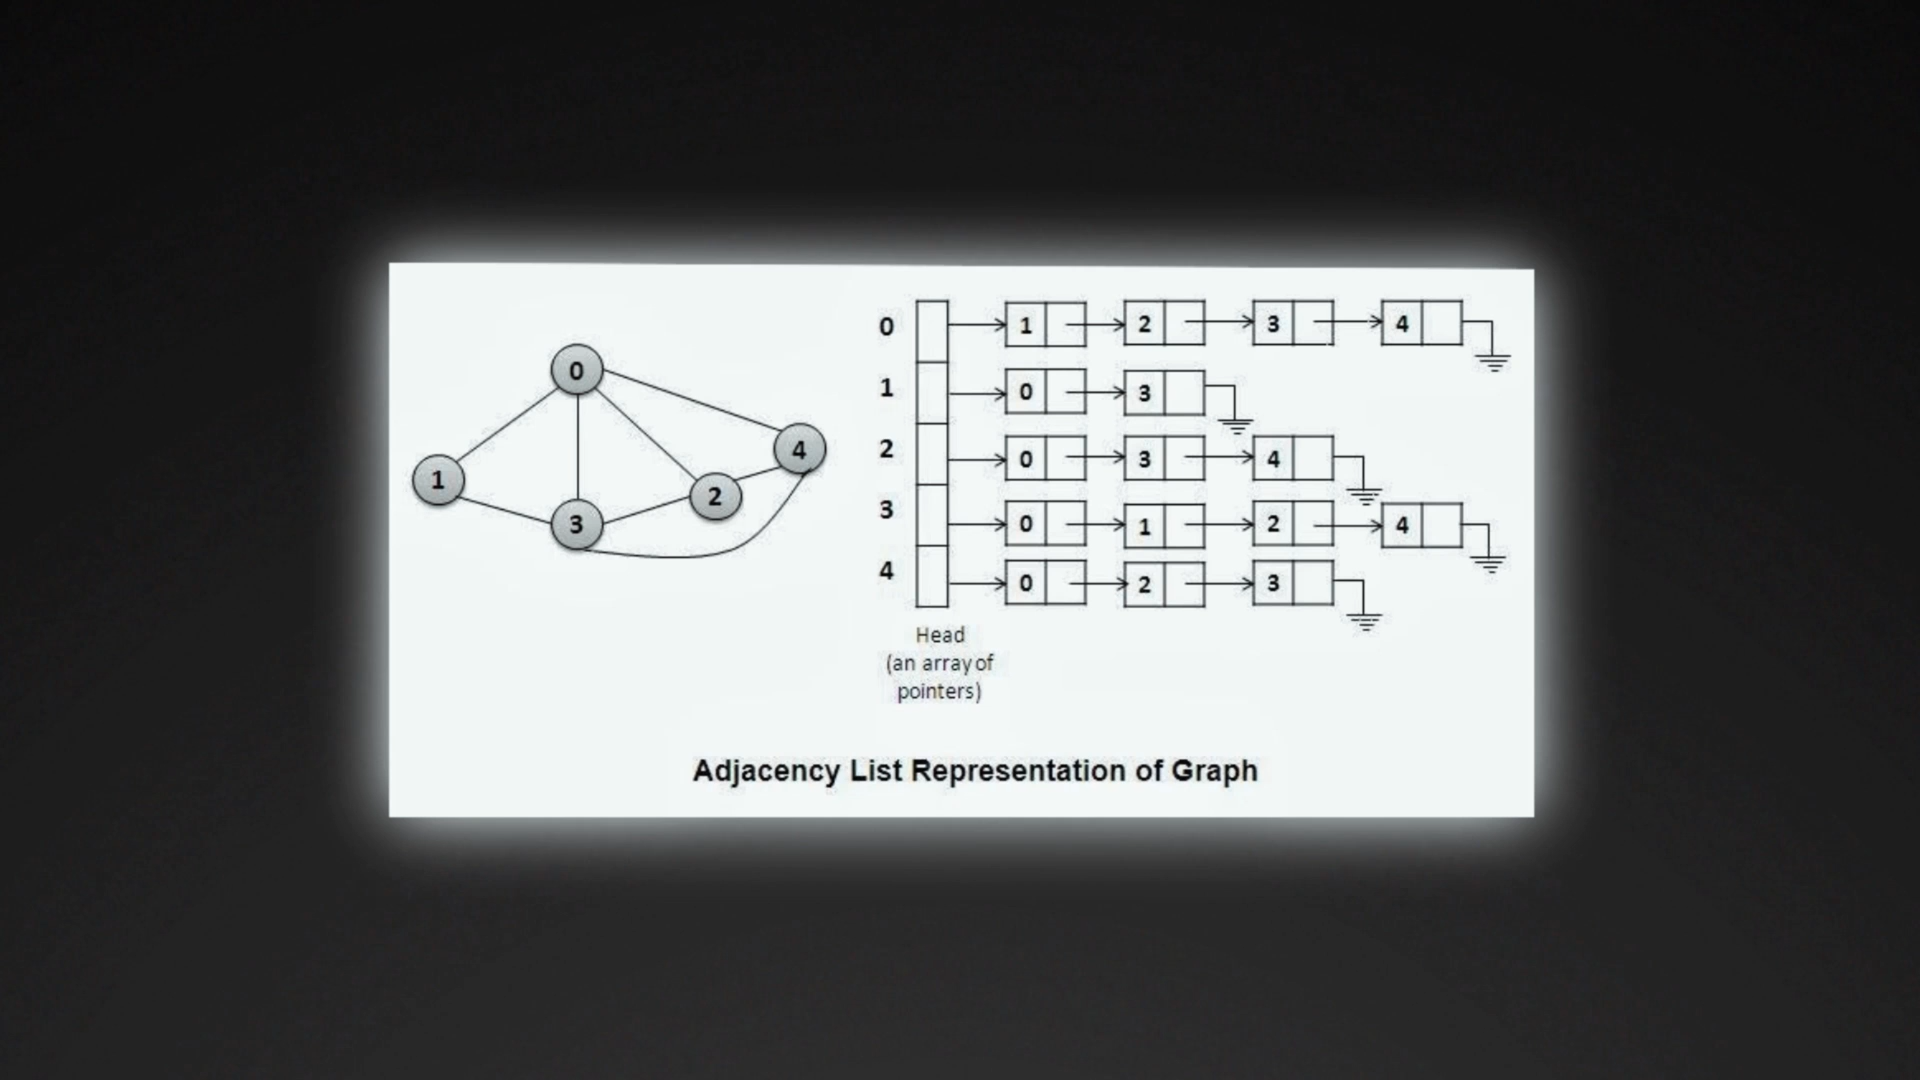 0
1
2
3
4
0 1 2 3 4
1 0 3
2 0 3 4
3 0 1 2 4
4 0 2 3
Head
(an array of
pointers)
Adjacency List Representation of Graph